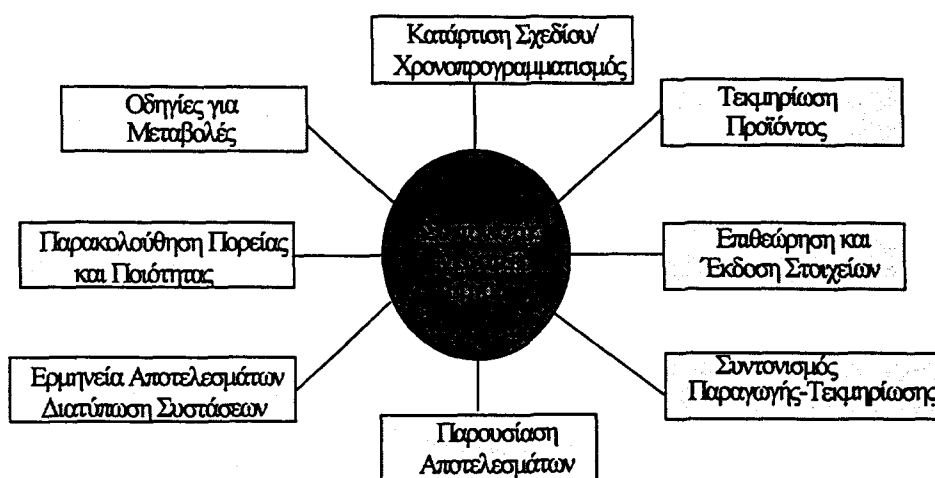 Κατάρτιση Σχεδίου/
Χρονοπρογραμματισμός
Οδηγίες για
Μεταβολές
Τεκμηρίωση
Προϊόντος
Παρακολούθηση Πορείας
και Ποιότητας
Επιθεώρηση και
Έκδοση Στοιχείων
Ερμηνεία Αποτελεσμάτων
Διατύπωση Συστάσεων
Συντονισμός
Παραγωγής-Τεκμηρίωσης
Παρουσίαση
Αποτελεσμάτων